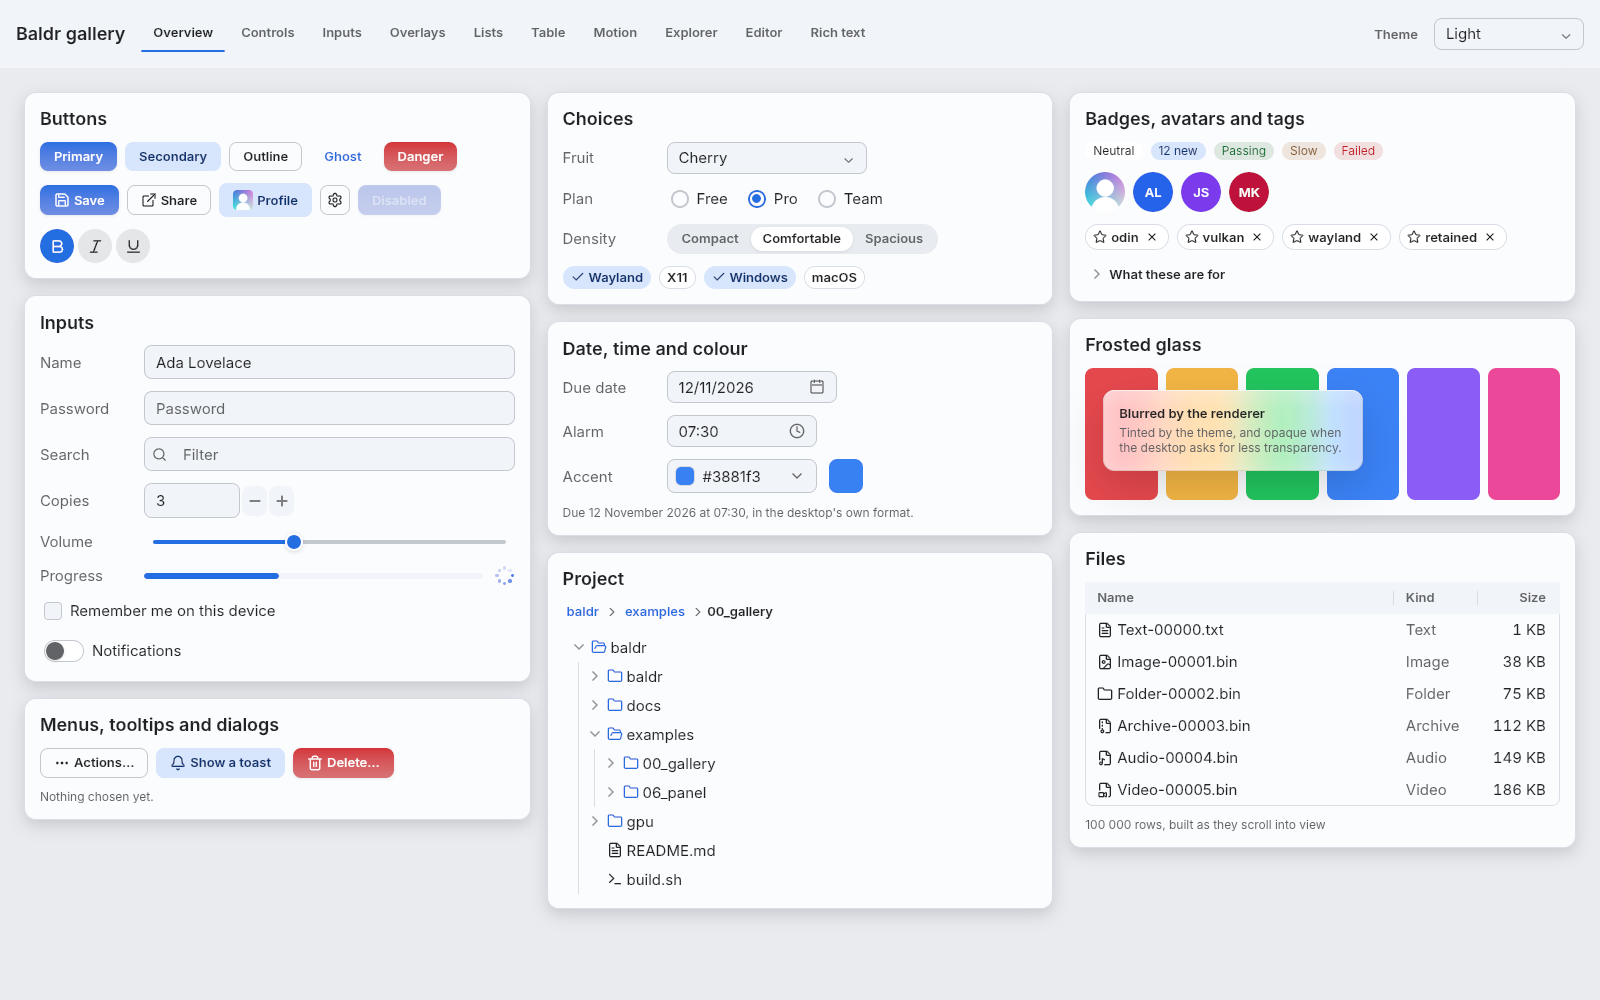 Baldr gallery Overview Controls Inputs Overlays Lists Table Motion Explorer Editor Rich text Theme Light
Buttons
Primary Secondary Outline Ghost Danger
Save Share Profile Disabled
B I U
Inputs
Name Ada Lovelace
Password Password
Search Filter
Copies 3
Volume
Progress
Remember me on this device
Notifications
Menus, tooltips and dialogs
Actions... Show a toast Delete...
Nothing chosen yet.
Choices
Fruit Cherry
Plan Free Pro Team
Density Compact Comfortable Spacious
Wayland X11 Windows macOS
Date, time and colour
Due date 12/11/2026
Alarm 07:30
Accent #3881f3
Due 12 November 2026 at 07:30, in the desktop's own format.
Project
baldr > examples > 00_gallery
baldr
baldr
docs
examples
00_gallery
06_panel
gpu
README.md
build.sh
Badges, avatars and tags
Neutral 12 new Passing Slow Failed
AL JS MK
odin vulkan wayland retained
What these are for
Frosted glass
Blurred by the renderer
Tinted by the theme, and opaque when
the desktop asks for less transparency.
Files
Name Kind Size
Text-00000.txt Text 1 KB
Image-00001.bin Image 38 KB
Folder-00002.bin Folder 75 KB
Archive-00003.bin Archive 112 KB
Audio-00004.bin Audio 149 KB
Video-00005.bin Video 186 KB
100 000 rows, built as they scroll into view